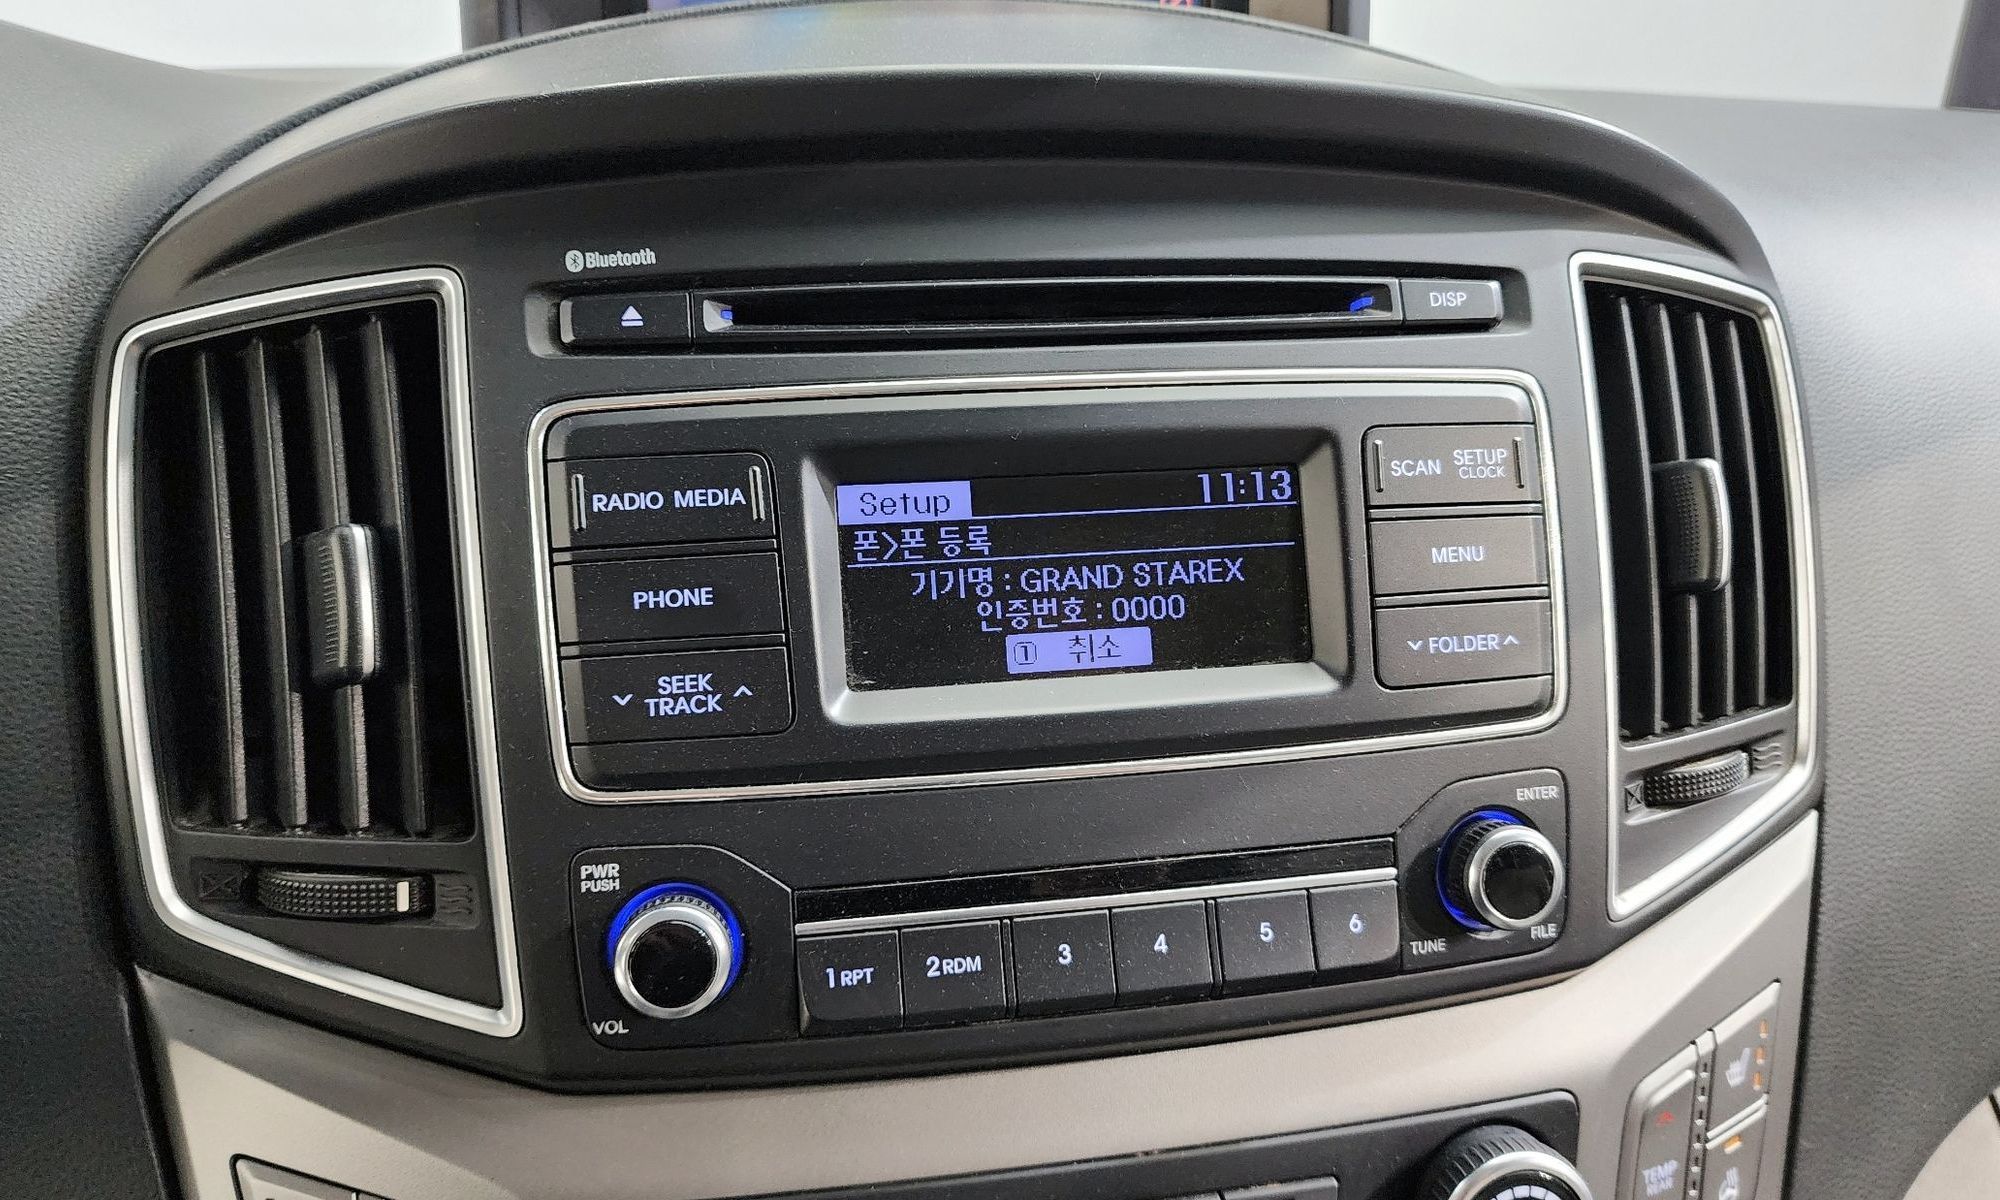 Bluetooth
DISP
RADIO MEDIA
SCAN SETUP
CLOCK
Setup 11:13
폰>폰 등록
기기명 : GRAND STAREX
인증번호 : 0000
① 취소
PHONE
MENU
SEEK
TRACK
FOLDER
PWR
PUSH
VOL
1 RPT
2 RDM
3
4
5
6
ENTER
TUNE
FILE
TEMP
REAR